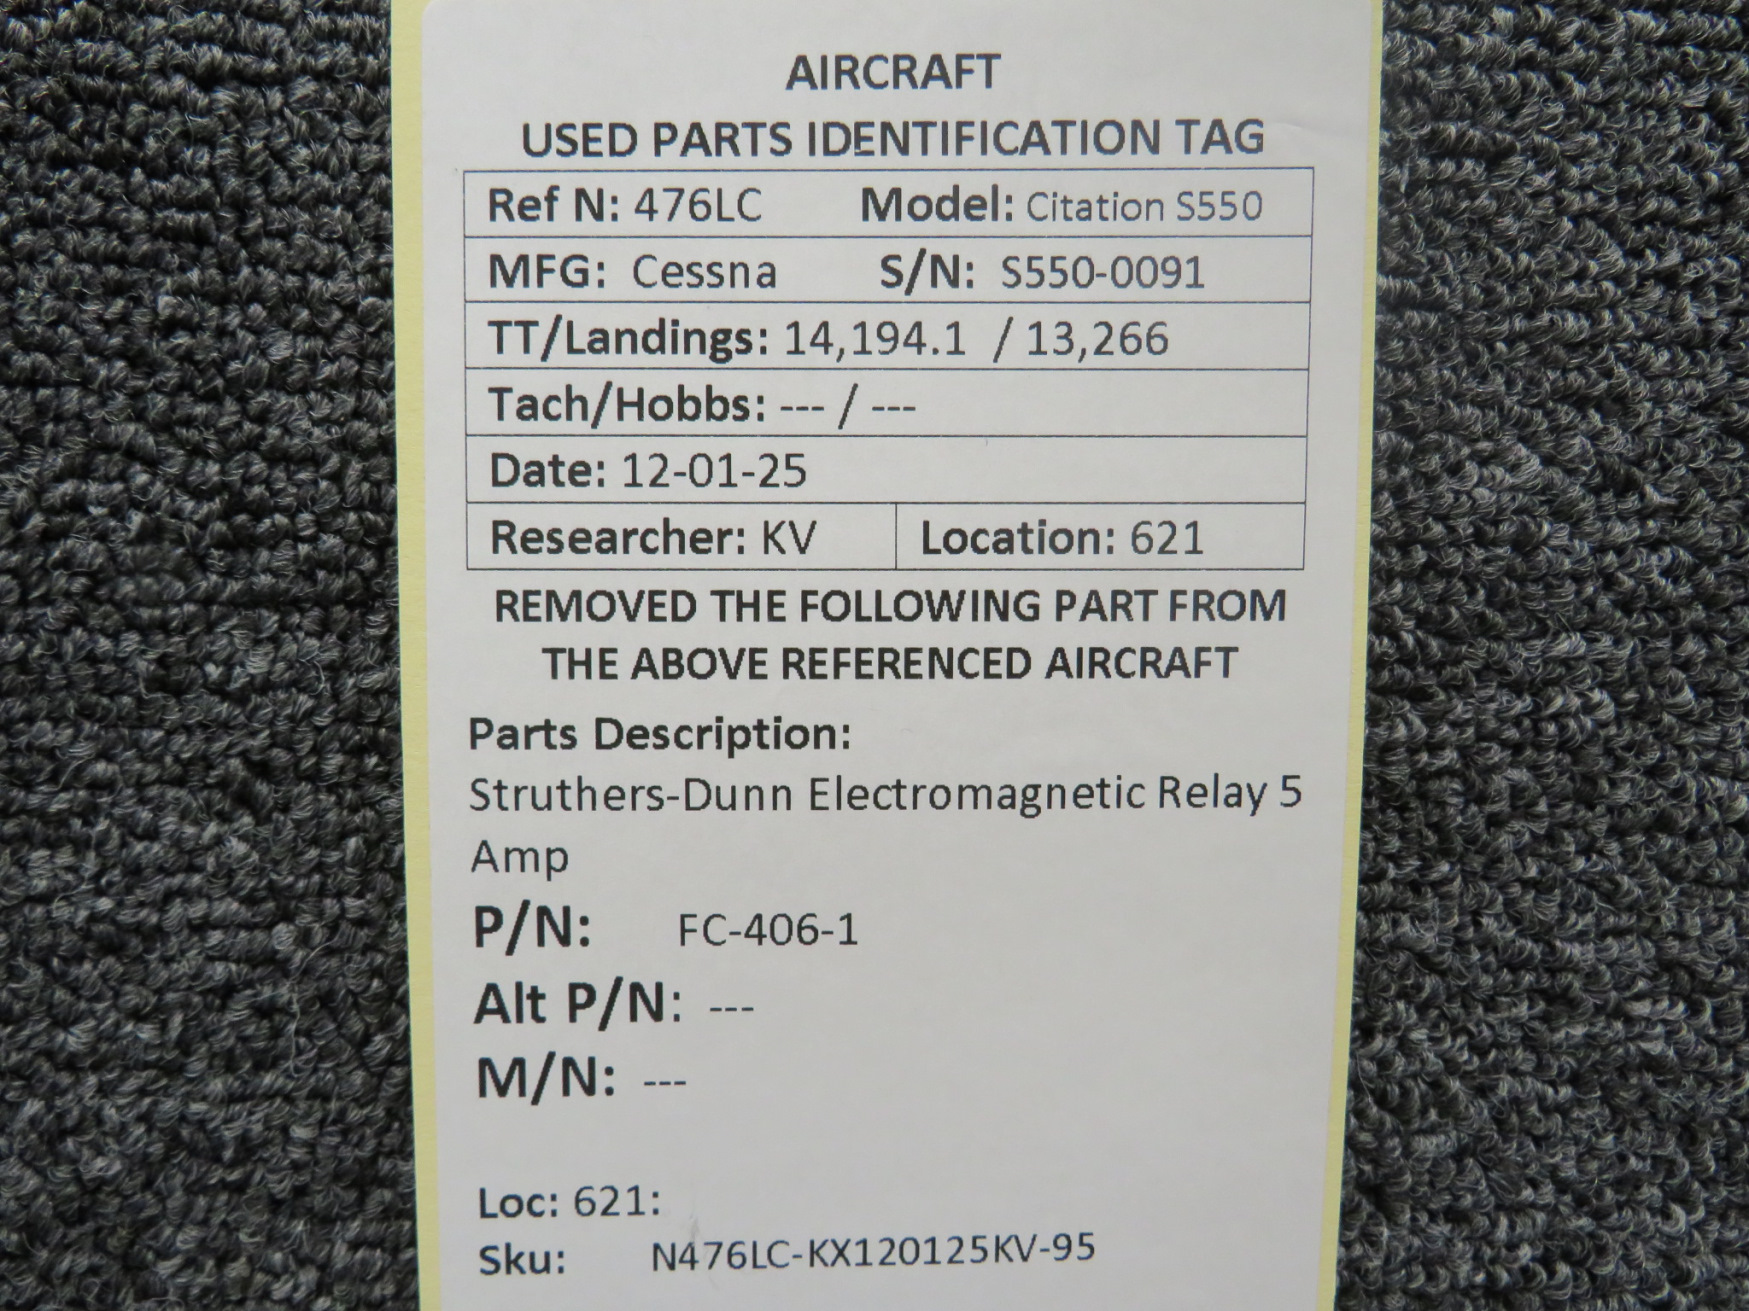 AIRCRAFT
USED PARTS IDENTIFICATION TAG
Ref N: 476LC Model: Citation S550
MFG: Cessna S/N: S550-0091
TT/Landings: 14,194.1 / 13,266
Tach/Hobbs: --- / ---
Date: 12-01-25
Researcher: KV Location: 621
REMOVED THE FOLLOWING PART FROM
THE ABOVE REFERENCED AIRCRAFT
Parts Description:
Struthers-Dunn Electromagnetic Relay 5
Amp
P/N: FC-406-1
Alt P/N: ---
M/N: ---
Loc: 621:
Sku: N476LC-KX120125KV-95